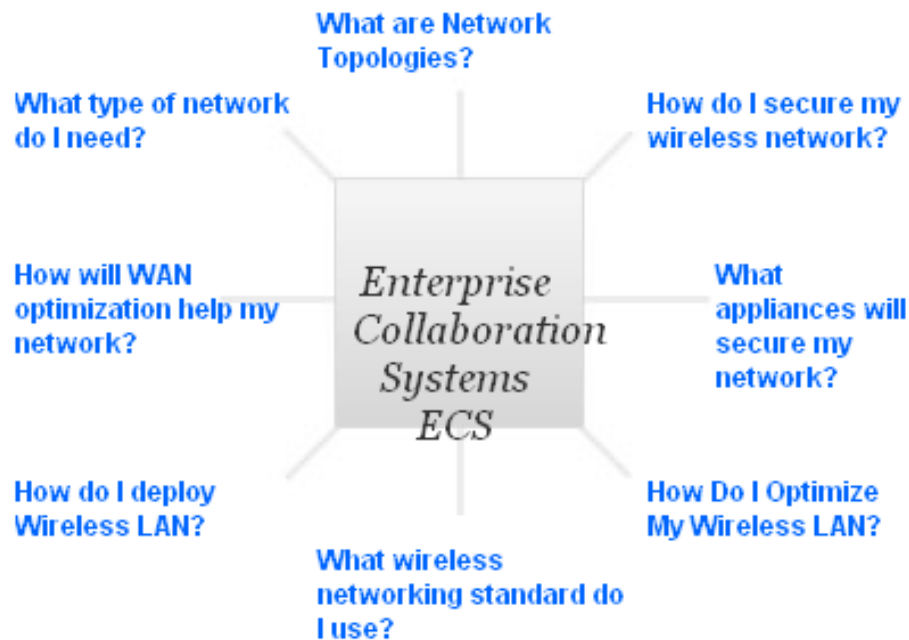 What are Network
Topologies?
What type of network
do I need?
How do I secure my
wireless network?
How will WAN
optimization help my
network?
Enterprise
Collaboration
Systems
ECS
What
appliances will
secure my
network?
How do I deploy
Wireless LAN?
How Do I Optimize
My Wireless LAN?
What wireless
networking standard do
I use?